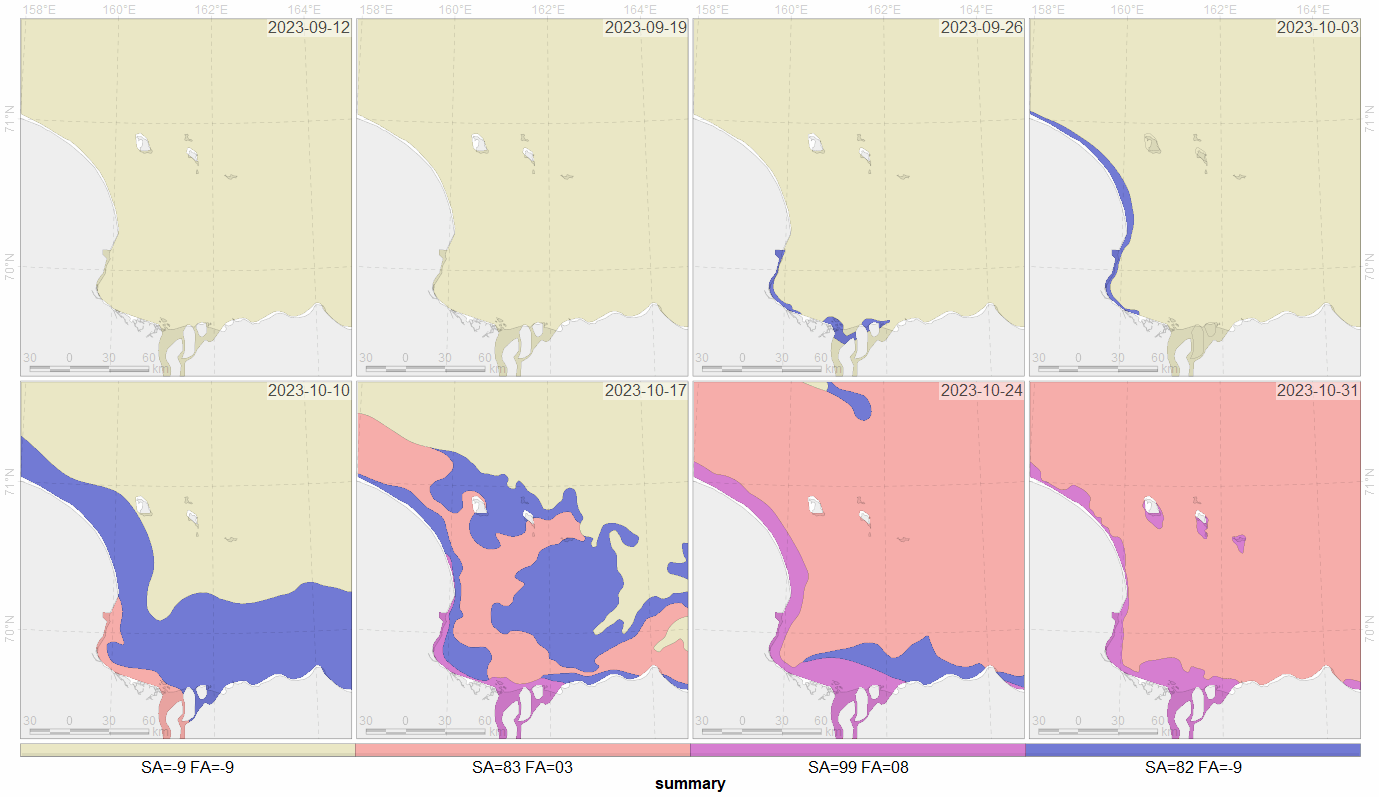 158°E 160°E 162°E 164°E 158°E 160°E 162°E 164°E 158°E 160°E 162°E 164°E 158°E 160°E 162°E 164°E
2023-09-12 2023-09-19 2023-09-26 2023-10-03
71°N 71°N
70°N 70°N
30 0 30 60 km 30 0 30 60 km 30 0 30 60 km 30 0 30 60 km
2023-10-10 2023-10-17 2023-10-24 2023-10-31
71°N 71°N
70°N 70°N
30 0 30 60 km 30 0 30 60 km 30 0 30 60 km 30 0 30 60 km
SA=-9 FA=-9 SA=83 FA=03 SA=99 FA=08 SA=82 FA=-9
summary